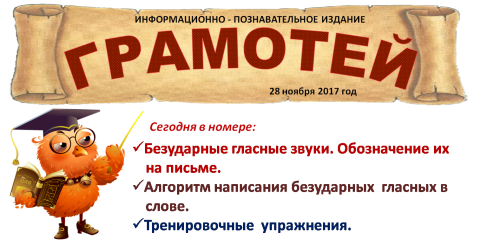 ИНФОРМАЦИОННО - ПОЗНАВАТЕЛЬНОЕ ИЗДАНИЕ
ГРАМОТЕЙ
28 ноября 2017 год
Сегодня в номере:
✓Безударные гласные звуки. Обозначение их
на письме.
✓Алгоритм написания безударных гласных в
слове.
✓Тренировочные упражнения.